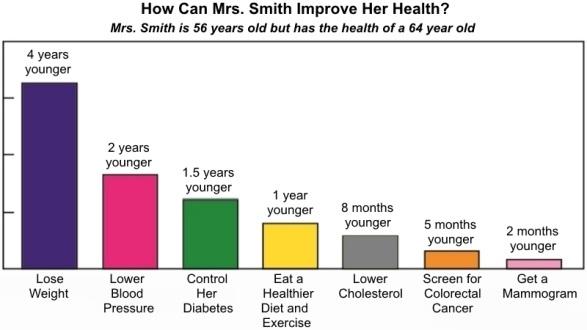 How Can Mrs. Smith Improve Her Health?
Mrs. Smith is 56 years old but has the health of a 64 year old
4 years
younger
2 years
younger
1.5 years
younger
1 year
younger
8 months
younger
5 months
younger
2 months
younger
Lose
Weight
Lower
Blood
Pressure
Control
Her
Diabetes
Eat a
Healthier
Diet and
Exercise
Lower
Cholesterol
Screen for
Colorectal
Cancer
Get a
Mammogram